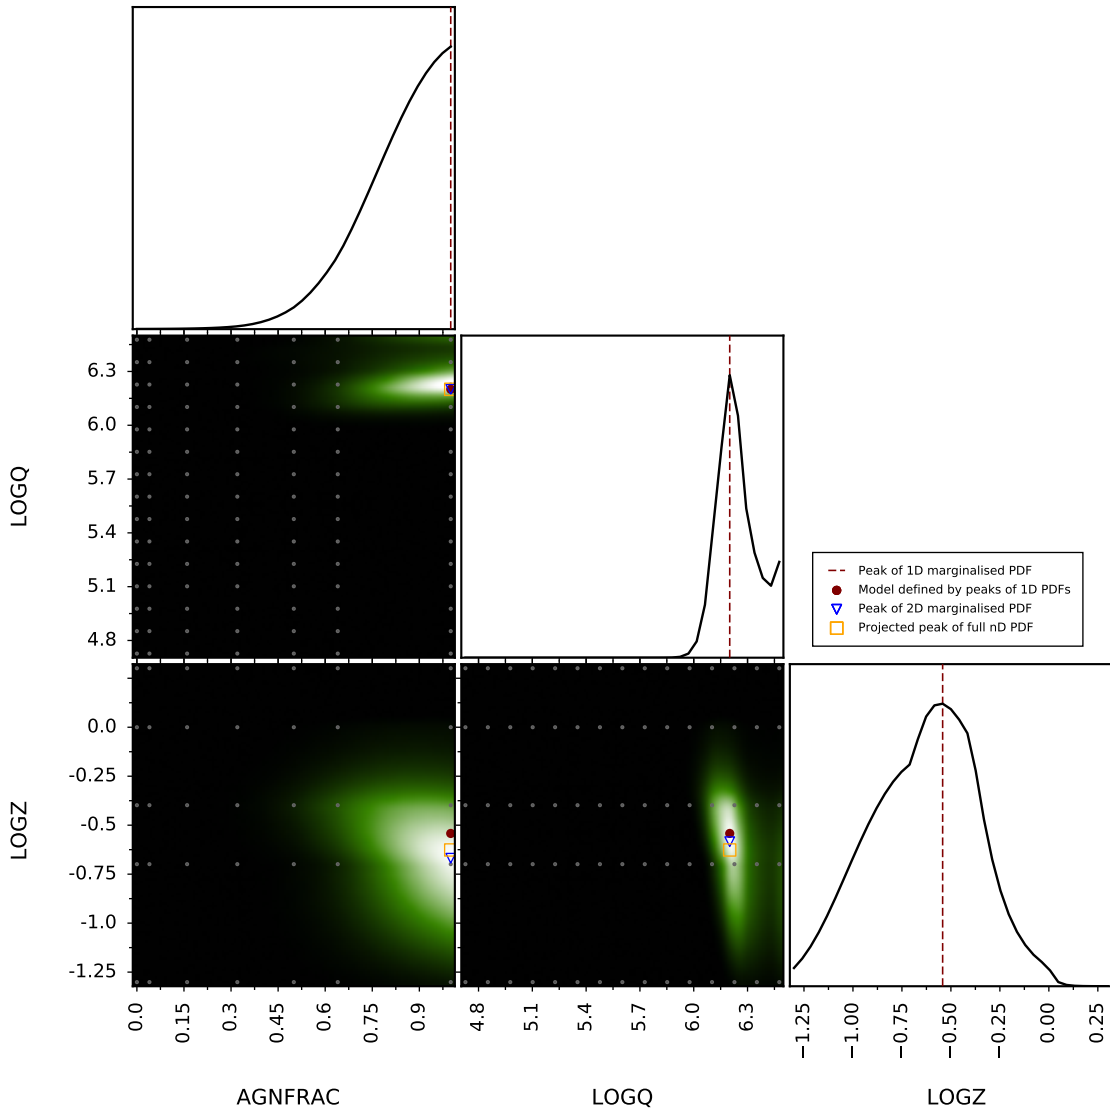 6.3
6.0
5.7
5.4
5.1
4.8
LOGQ
Peak of 1D marginalised PDF
Model defined by peaks of 1D PDFs
Peak of 2D marginalised PDF
Projected peak of full nD PDF
0.0
-0.25
-0.5
-0.75
-1.0
-1.25
LOGZ
0.0 0.15 0.3 0.45 0.6 0.75 0.9
4.8 5.1 5.4 5.7 6.0 6.3
−1.25 −1.00 −0.75 −0.50 −0.25 0.00 0.25
AGNFRAC LOGQ LOGZ